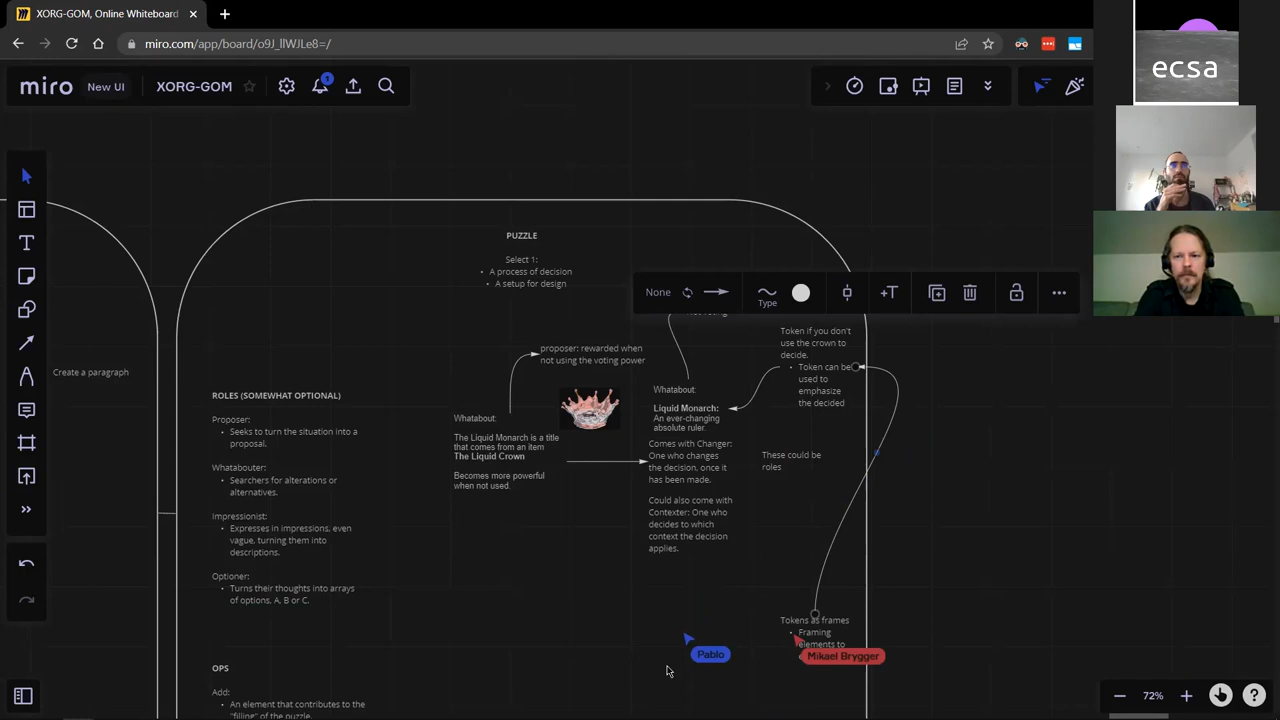 XORG-GOM, Online Whiteboard
miro.com/app/board/o9J_llWJLe8=/
miro
New UI
XORG-GOM
1
ecsa
PUZZLE
Select 1:
• A process of decision
• A setup for design
None
Type
Token if you don't
use the crown to
decide.
• Token can be
used to
emphasize
the decided
proposer: rewarded when
not using the voting power
Create a paragraph
ROLES (SOMEWHAT OPTIONAL)
Proposer:
• Seeks to turn the situation into a
proposal.
Whatabouter:
• Searchers for alterations or
alternatives.
Impressionist:
• Expresses in impressions, even
vague, turning them into
descriptions.
Optioner:
• Turns their thoughts into arrays
of options, A, B or C.
Whatabout:
The Liquid Monarch is a title
that comes from an item
The Liquid Crown
Becomes more powerful
when not used.
Whatabout:
Liquid Monarch:
An ever-changing
absolute ruler.
Comes with Changer:
One who changes
the decision, once it
has been made.
Could also come with
Contexter: One who
decides to which
context the decision
applies.
These could be
roles
Tokens as frames
• Framing
elements to
Pablo
Mikael Brygger
OPS
Add:
• An element that contributes to the
"filling" of the puzzle.
72%